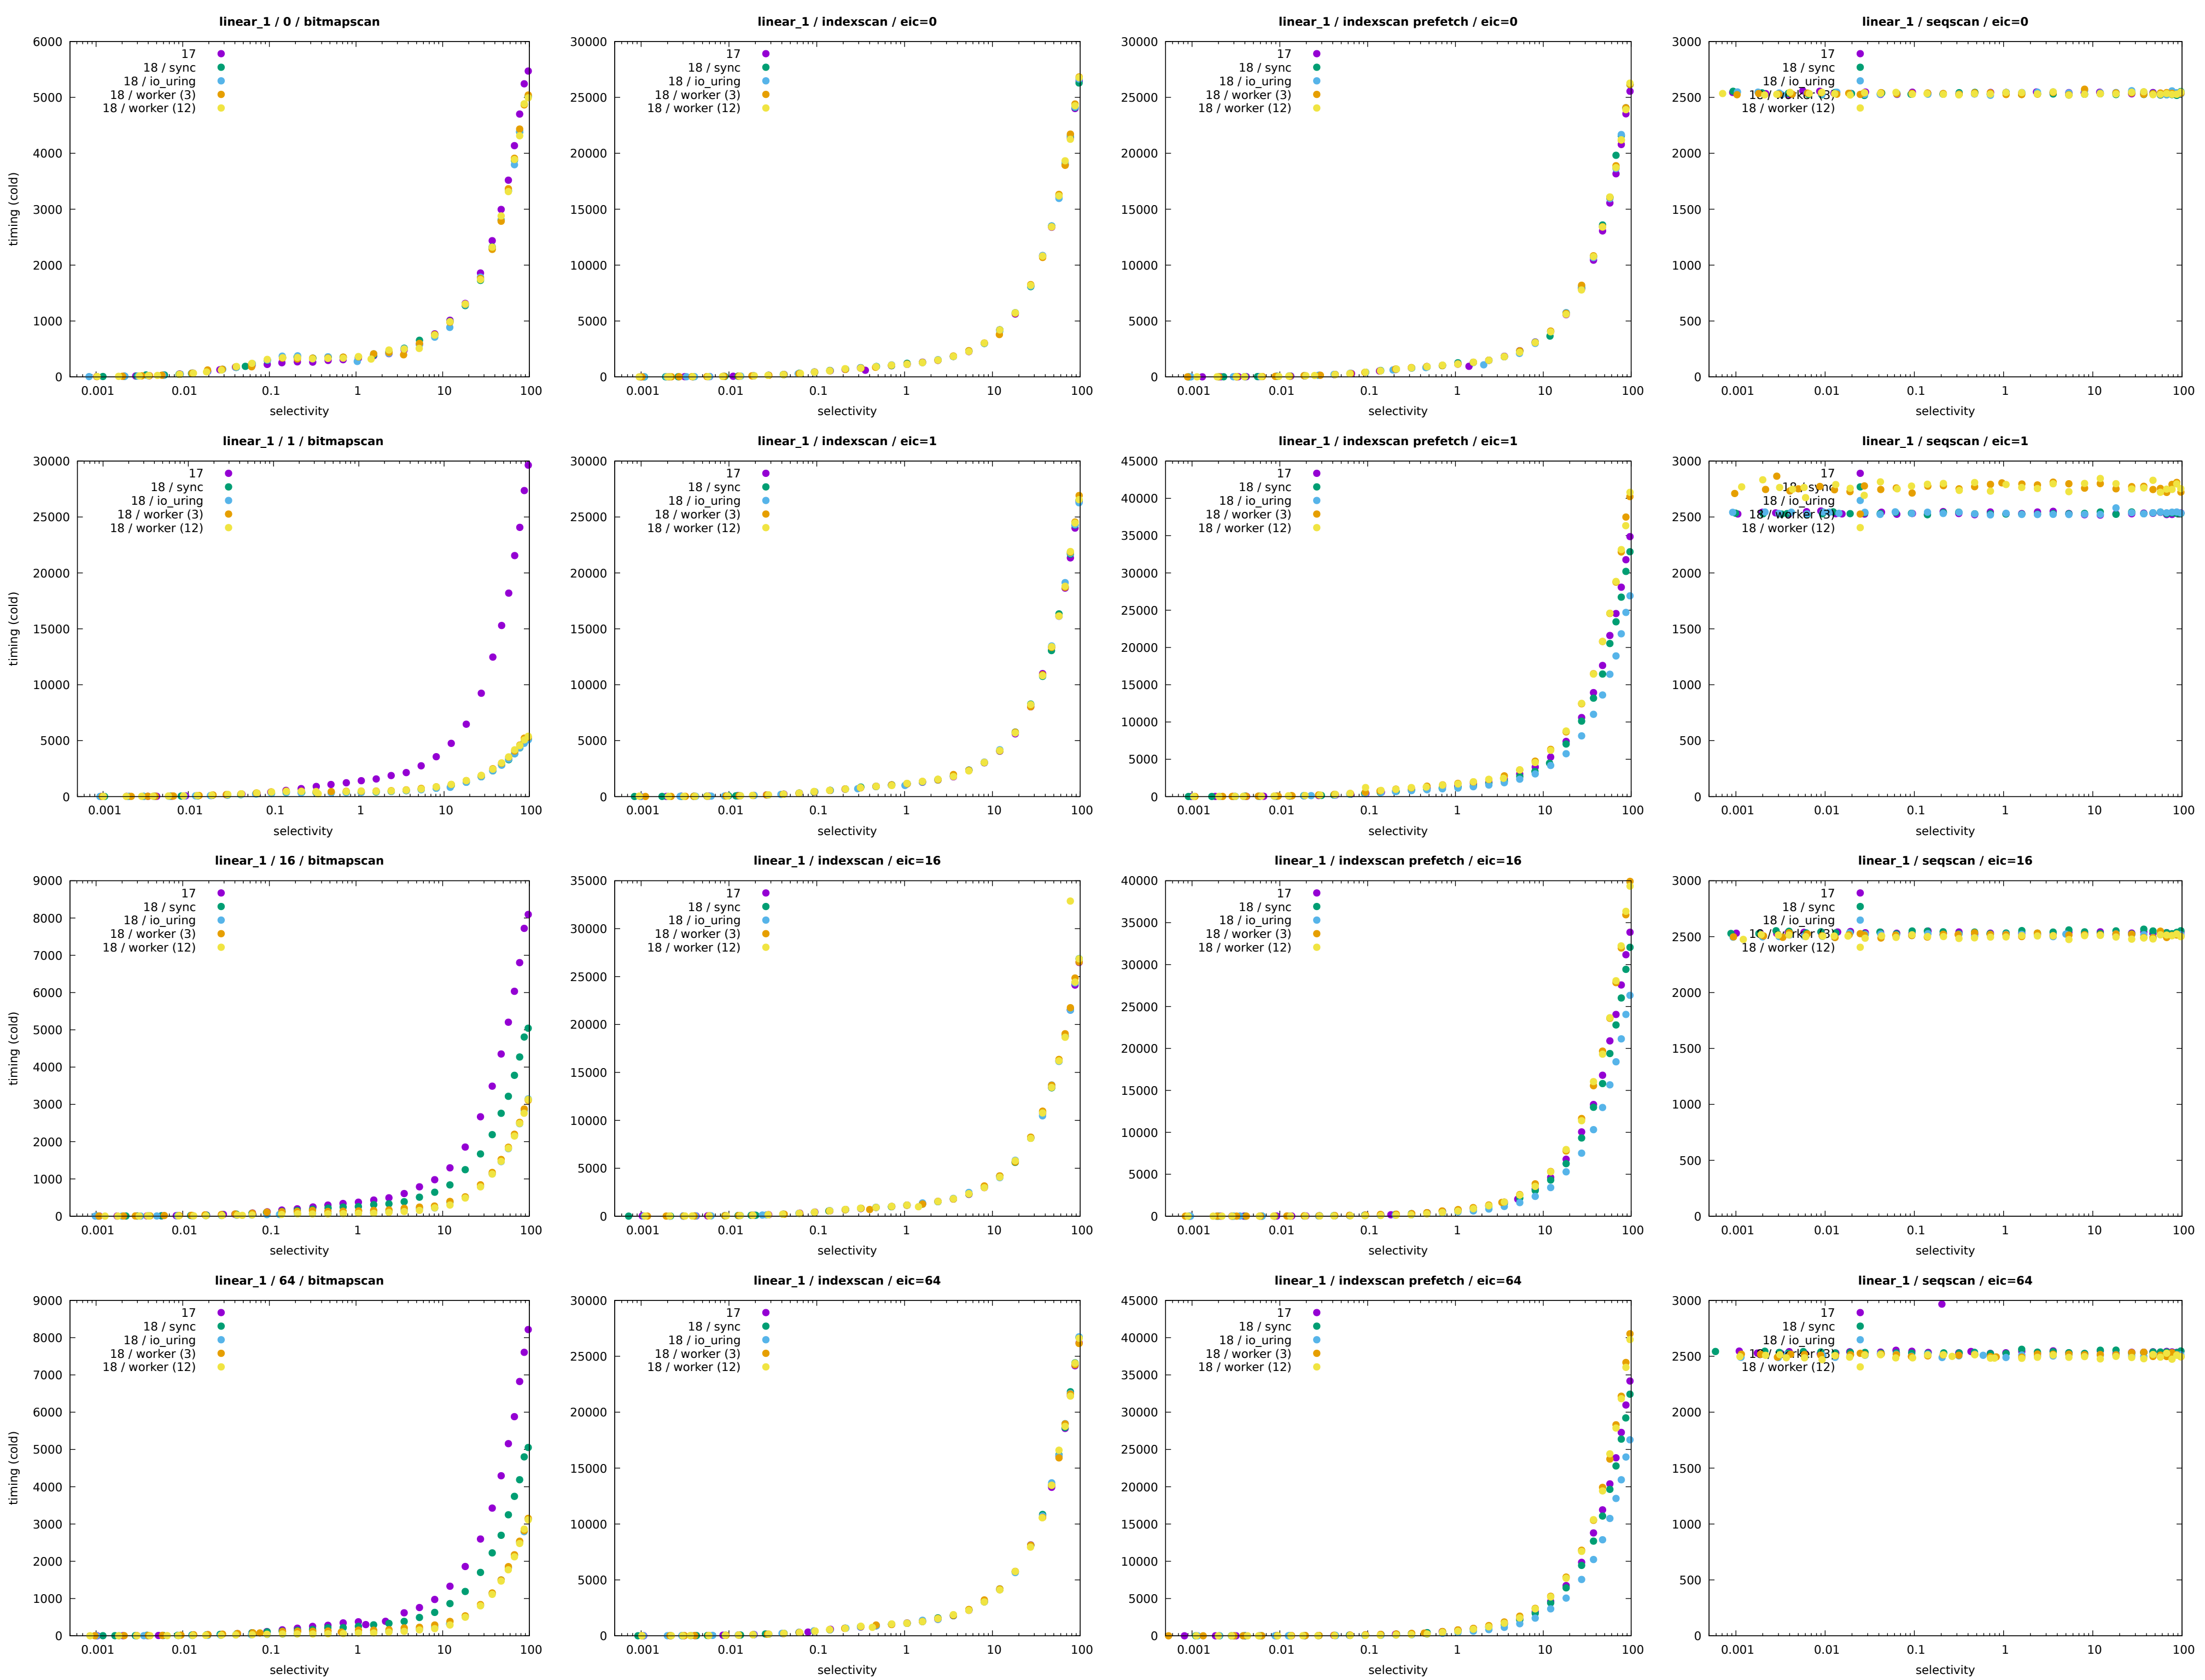 linear_1 / 0 / bitmapscan
timing (cold)
6000
5000
4000
3000
2000
1000
0
17
18 / sync
18 / io_uring
18 / worker (3)
18 / worker (12)
0.001 0.01 0.1 1 10 100
selectivity
linear_1 / indexscan / eic=0
30000
25000
20000
15000
10000
5000
0
17
18 / sync
18 / io_uring
18 / worker (3)
18 / worker (12)
0.001 0.01 0.1 1 10 100
selectivity
linear_1 / indexscan prefetch / eic=0
30000
25000
20000
15000
10000
5000
0
17
18 / sync
18 / io_uring
18 / worker (3)
18 / worker (12)
0.001 0.01 0.1 1 10 100
selectivity
linear_1 / seqscan / eic=0
3000
2500
2000
1500
1000
500
0
17
18 / sync
18 / io_uring
18 / worker (3)
18 / worker (12)
0.001 0.01 0.1 1 10 100
selectivity
linear_1 / 1 / bitmapscan
timing (cold)
30000
25000
20000
15000
10000
5000
0
17
18 / sync
18 / io_uring
18 / worker (3)
18 / worker (12)
0.001 0.01 0.1 1 10 100
selectivity
linear_1 / indexscan / eic=1
30000
25000
20000
15000
10000
5000
0
17
18 / sync
18 / io_uring
18 / worker (3)
18 / worker (12)
0.001 0.01 0.1 1 10 100
selectivity
linear_1 / indexscan prefetch / eic=1
45000
40000
35000
30000
25000
20000
15000
10000
5000
0
17
18 / sync
18 / io_uring
18 / worker (3)
18 / worker (12)
0.001 0.01 0.1 1 10 100
selectivity
linear_1 / seqscan / eic=1
3000
2500
2000
1500
1000
500
0
17
18 / sync
18 / io_uring
18 / worker (3)
18 / worker (12)
0.001 0.01 0.1 1 10 100
selectivity
linear_1 / 16 / bitmapscan
timing (cold)
9000
8000
7000
6000
5000
4000
3000
2000
1000
0
17
18 / sync
18 / io_uring
18 / worker (3)
18 / worker (12)
0.001 0.01 0.1 1 10 100
selectivity
linear_1 / indexscan / eic=16
35000
30000
25000
20000
15000
10000
5000
0
17
18 / sync
18 / io_uring
18 / worker (3)
18 / worker (12)
0.001 0.01 0.1 1 10 100
selectivity
linear_1 / indexscan prefetch / eic=16
40000
35000
30000
25000
20000
15000
10000
5000
0
17
18 / sync
18 / io_uring
18 / worker (3)
18 / worker (12)
0.001 0.01 0.1 1 10 100
selectivity
linear_1 / seqscan / eic=16
3000
2500
2000
1500
1000
500
0
17
18 / sync
18 / io_uring
18 / worker (3)
18 / worker (12)
0.001 0.01 0.1 1 10 100
selectivity
linear_1 / 64 / bitmapscan
timing (cold)
9000
8000
7000
6000
5000
4000
3000
2000
1000
0
17
18 / sync
18 / io_uring
18 / worker (3)
18 / worker (12)
0.001 0.01 0.1 1 10 100
selectivity
linear_1 / indexscan / eic=64
30000
25000
20000
15000
10000
5000
0
17
18 / sync
18 / io_uring
18 / worker (3)
18 / worker (12)
0.001 0.01 0.1 1 10 100
selectivity
linear_1 / indexscan prefetch / eic=64
45000
40000
35000
30000
25000
20000
15000
10000
5000
0
17
18 / sync
18 / io_uring
18 / worker (3)
18 / worker (12)
0.001 0.01 0.1 1 10 100
selectivity
linear_1 / seqscan / eic=64
3000
2500
2000
1500
1000
500
0
17
18 / sync
18 / io_uring
18 / worker (3)
18 / worker (12)
0.001 0.01 0.1 1 10 100
selectivity